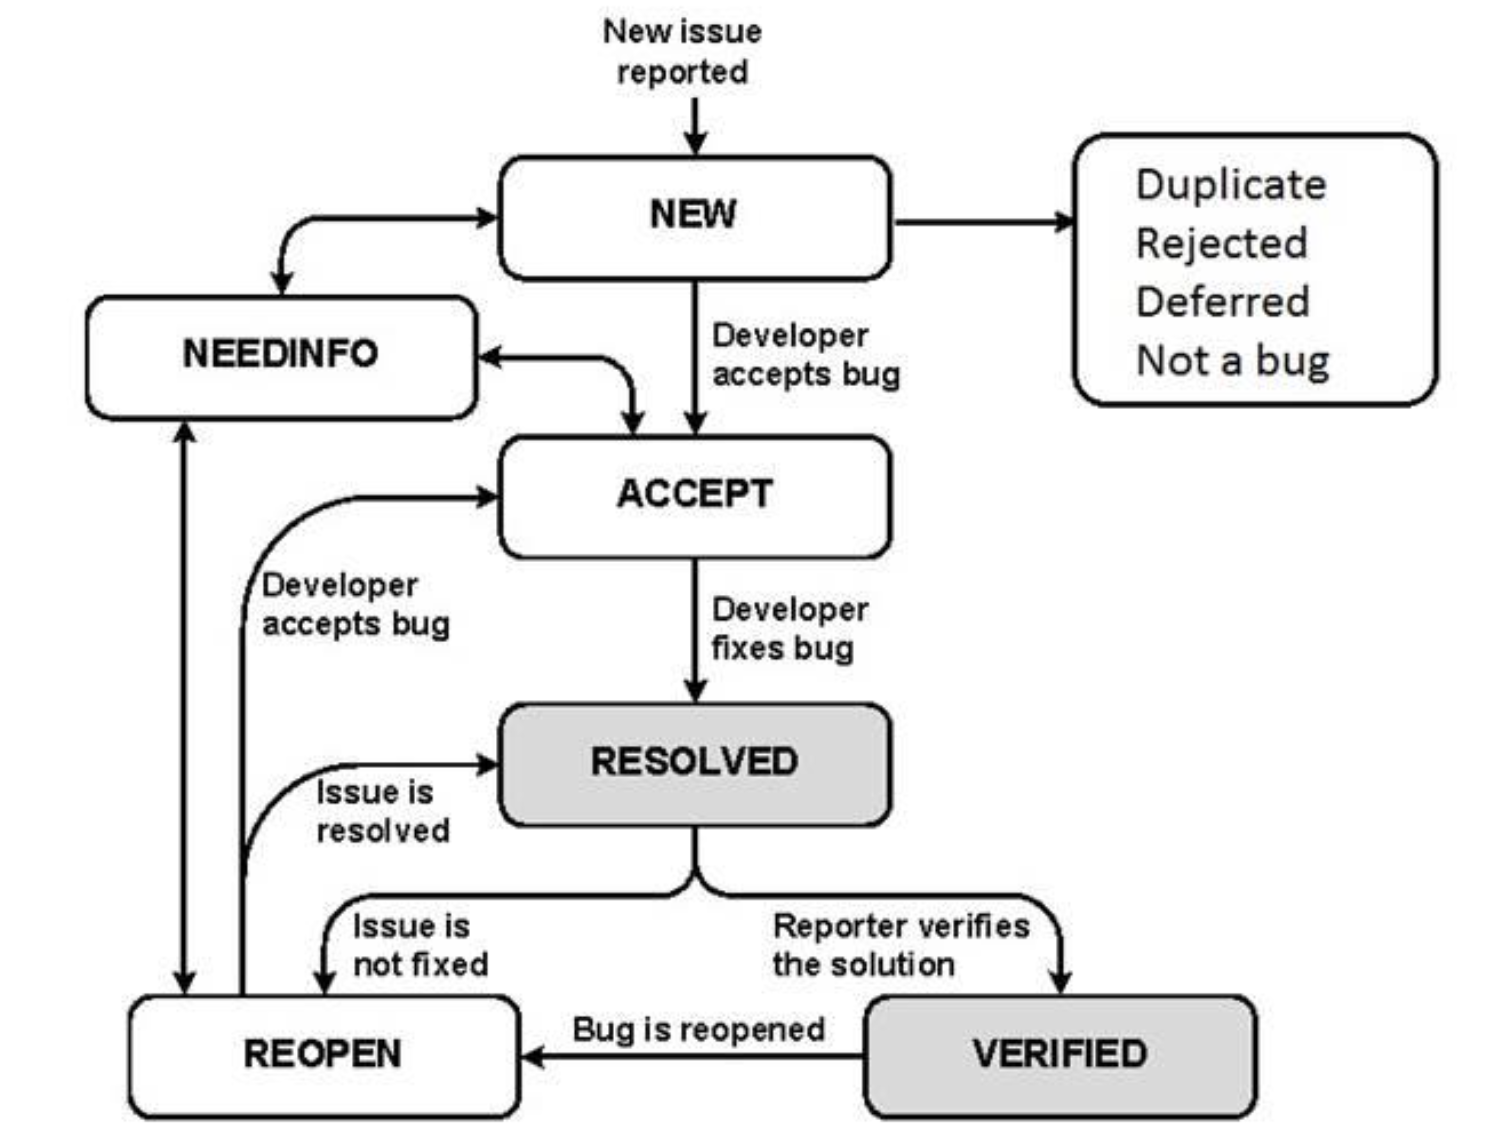 New issue
reported
NEW
Duplicate
Rejected
Deferred
Not a bug
NEEDINFO
Developer
accepts bug
ACCEPT
Developer
accepts bug
Developer
fixes bug
RESOLVED
Issue is
resolved
Issue is
not fixed
Reporter verifies
the solution
REOPEN
Bug is reopened
VERIFIED